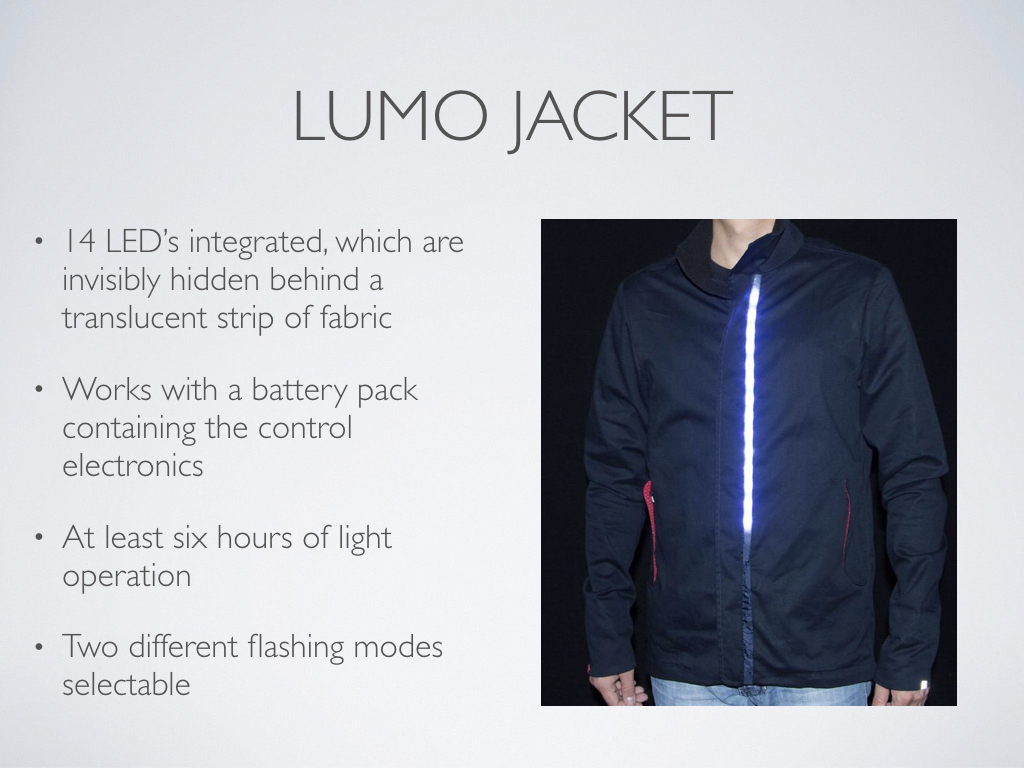 LUMO JACKET
• 14 LED’s integrated, which are
invisibly hidden behind a
translucent strip of fabric
• Works with a battery pack
containing the control
electronics
• At least six hours of light
operation
• Two different flashing modes
selectable